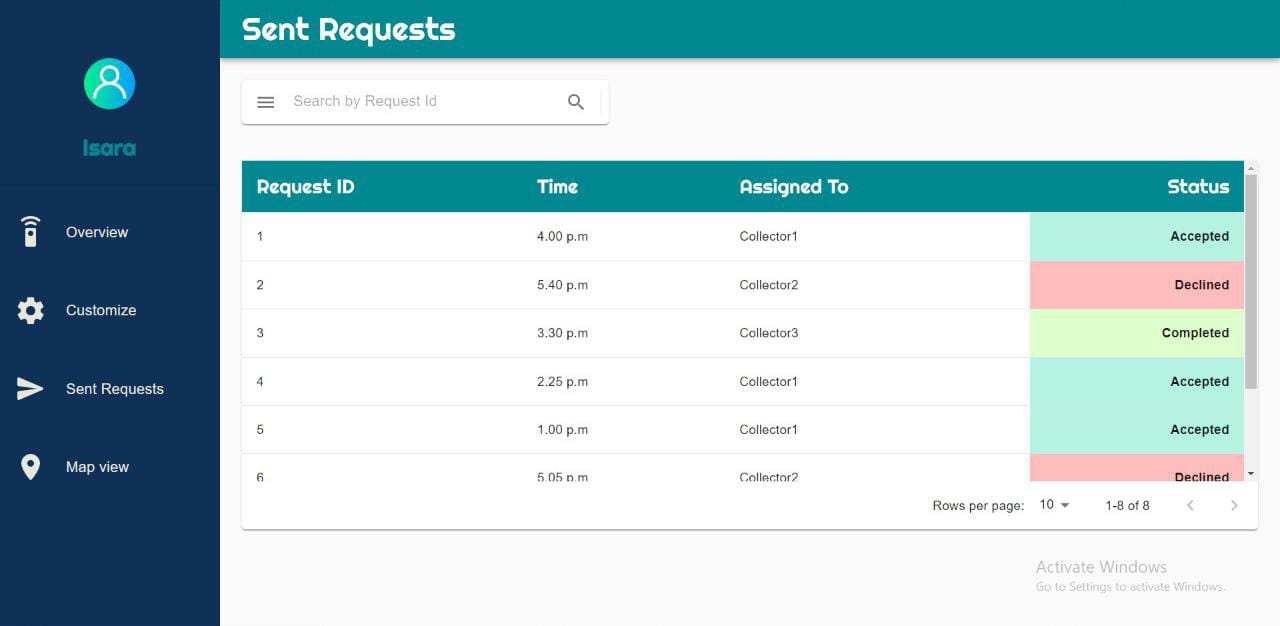 Sent Requests
Isara
Overview
Customize
Sent Requests
Map view
Search by Request Id
Request ID Time Assigned To Status
1 4.00 p.m Collector1 Accepted
2 5.40 p.m Collector2 Declined
3 3.30 p.m Collector3 Completed
4 2.25 p.m Collector1 Accepted
5 1.00 p.m Collector1 Accepted
6 5.05 p.m Collector2 Declined
Rows per page: 10 1-8 of 8
Activate Windows
Go to Settings to activate Windows.